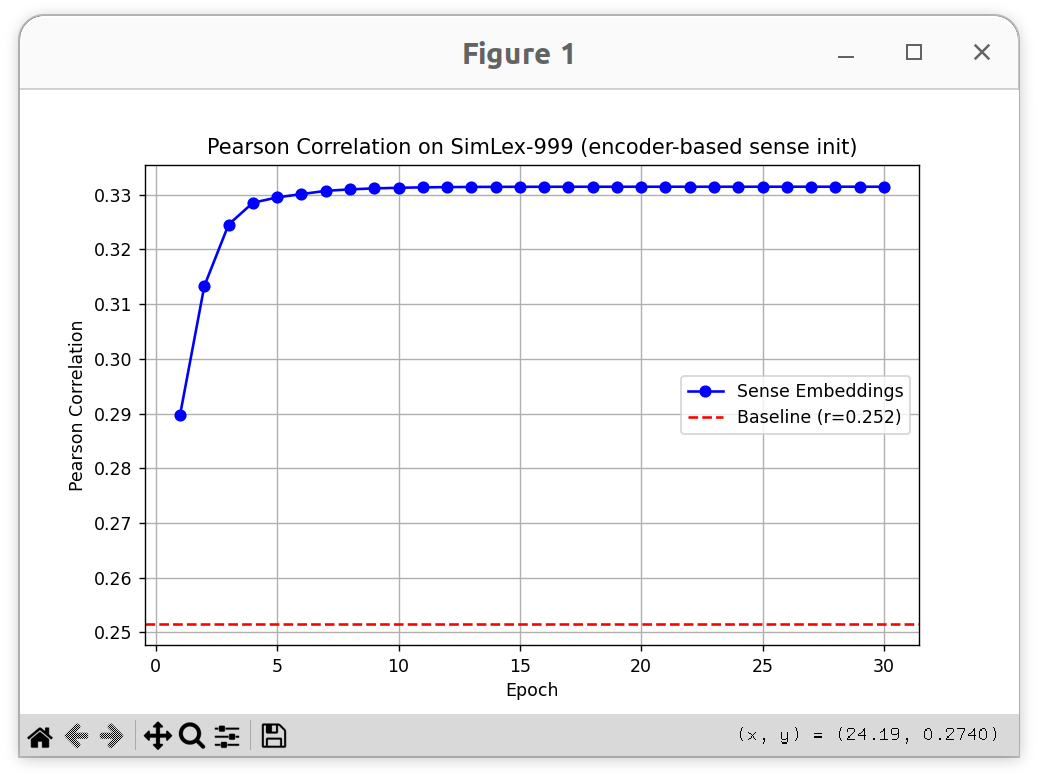 Figure 1
Pearson Correlation on SimLex-999 (encoder-based sense init)
Pearson Correlation
0.33
0.32
0.31
0.30
0.29
0.28
0.27
0.26
0.25
Sense Embeddings
Baseline (r=0.252)
0 5 10 15 20 25 30
Epoch
(x, y) = (24.19, 0.2740)